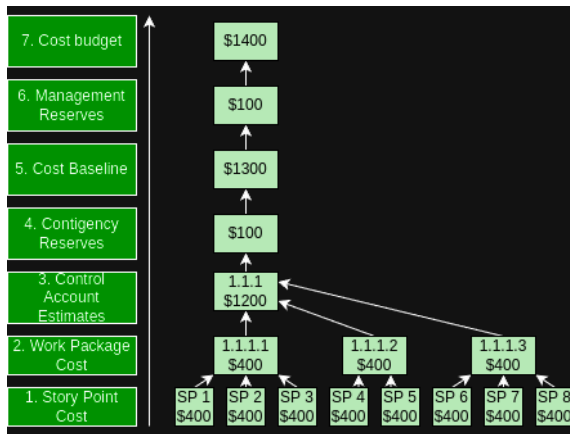 7. Cost budget
$1400
6. Management
Reserves
$100
5. Cost Baseline
$1300
4. Contigency
Reserves
$100
3. Control
Account
Estimates
1.1.1
$1200
2. Work Package
Cost
1.1.1.1
$400
1.1.1.2
$400
1.1.1.3
$400
1. Story Point
Cost
SP 1
$400
SP 2
$400
SP 3
$400
SP 4
$400
SP 5
$400
SP 6
$400
SP 7
$400
SP 8
$400